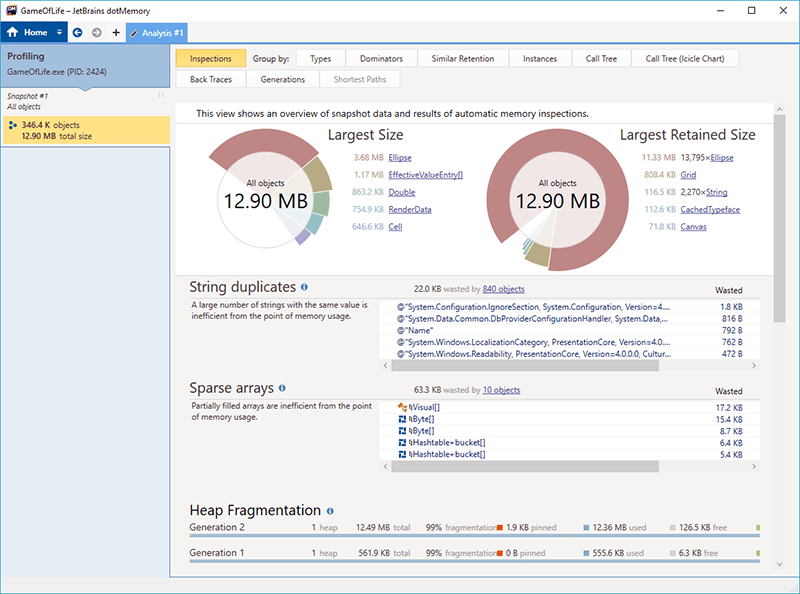 GameOfLife – JetBrains dotMemory
Home
Analysis #1
Profiling
GameOfLife.exe (PID: 2424)
Snapshot #1
All objects
346.4 K objects
12.90 MB total size
Inspections Group by: Types Dominators Similar Retention Instances Call Tree Call Tree (Icicle Chart)
Back Traces Generations Shortest Paths
This view shows an overview of snapshot data and results of automatic memory inspections.
All objects
12.90 MB
Largest Size
3.68 MB Ellipse
1.17 MB EffectiveValueEntry[]
863.2 KB Double
754.9 KB RenderData
646.6 KB Cell
All objects
12.90 MB
Largest Retained Size
11.33 MB 13,795×Ellipse
808.4 KB Grid
116.5 KB 2,270×String
112.6 KB CachedTypeface
71.8 KB Canvas
String duplicates
22.0 KB wasted by 840 objects Wasted
A large number of strings with the same value is
inefficient from the point of memory usage.
@"System.Configuration.IgnoreSection, System.Configuration, Version=4.... 1.8 KB
@"System.Data.Common.DbProviderConfigurationHandler, System.Data,... 816 B
@"Name" 792 B
@"System.Windows.LocalizationCategory, PresentationCore, Version=4.0.... 762 B
@"System.Windows.Readability, PresentationCore, Version=4.0.0.0, Cultur... 472 B
Sparse arrays
63.3 KB wasted by 10 objects Wasted
Partially filled arrays are inefficient from the point
of memory usage.
Visual[] 17.2 KB
Byte[] 15.4 KB
Byte[] 8.7 KB
Hashtable+bucket[] 6.4 KB
Hashtable+bucket[] 5.4 KB
Heap Fragmentation
Generation 2 1 heap 12.49 MB total 99% fragmentation 1.9 KB pinned 12.36 MB used 126.5 KB free
Generation 1 1 heap 561.9 KB total 99% fragmentation 0 B pinned 555.6 KB used 6.3 KB free